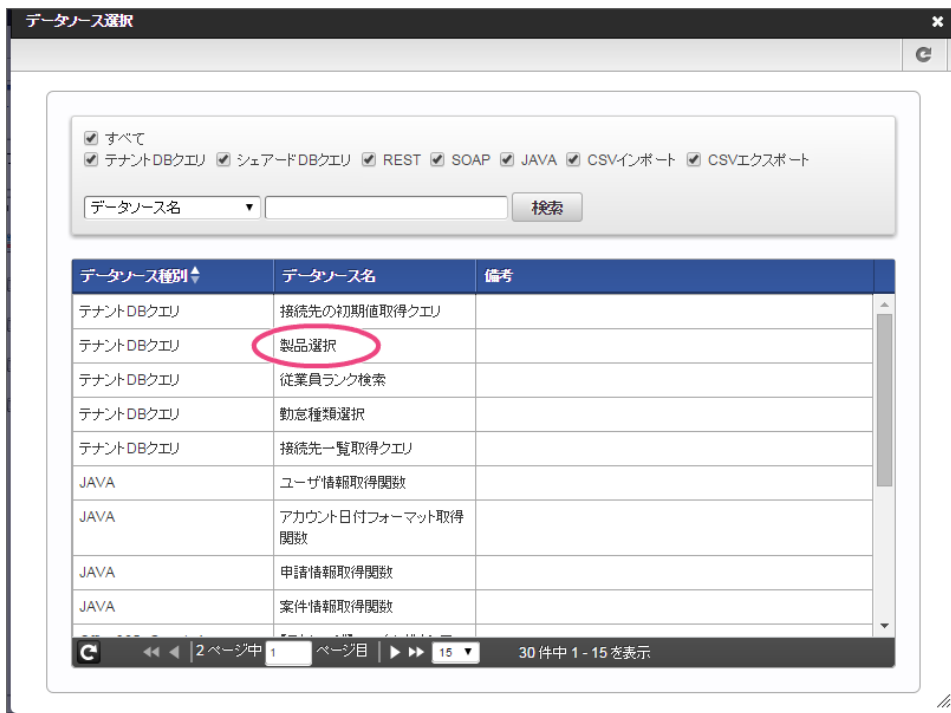 データソース選択
すべて
テナントDBクエリ シェアードDBクエリ REST SOAP JAVA CSVインポート CSVエクスポート
データソース名 検索
データソース種別 データソース名 備考
テナントDBクエリ 接続先の初期値取得クエリ
テナントDBクエリ 製品選択
テナントDBクエリ 従業員ランク検索
テナントDBクエリ 勤怠種類選択
テナントDBクエリ 接続先一覧取得クエリ
JAVA ユーザ情報取得関数
JAVA アカウント日付フォーマット取得
関数
JAVA 申請情報取得関数
JAVA 案件情報取得関数
2 ページ中 1 ページ目 15 30 件中 1 - 15 を表示